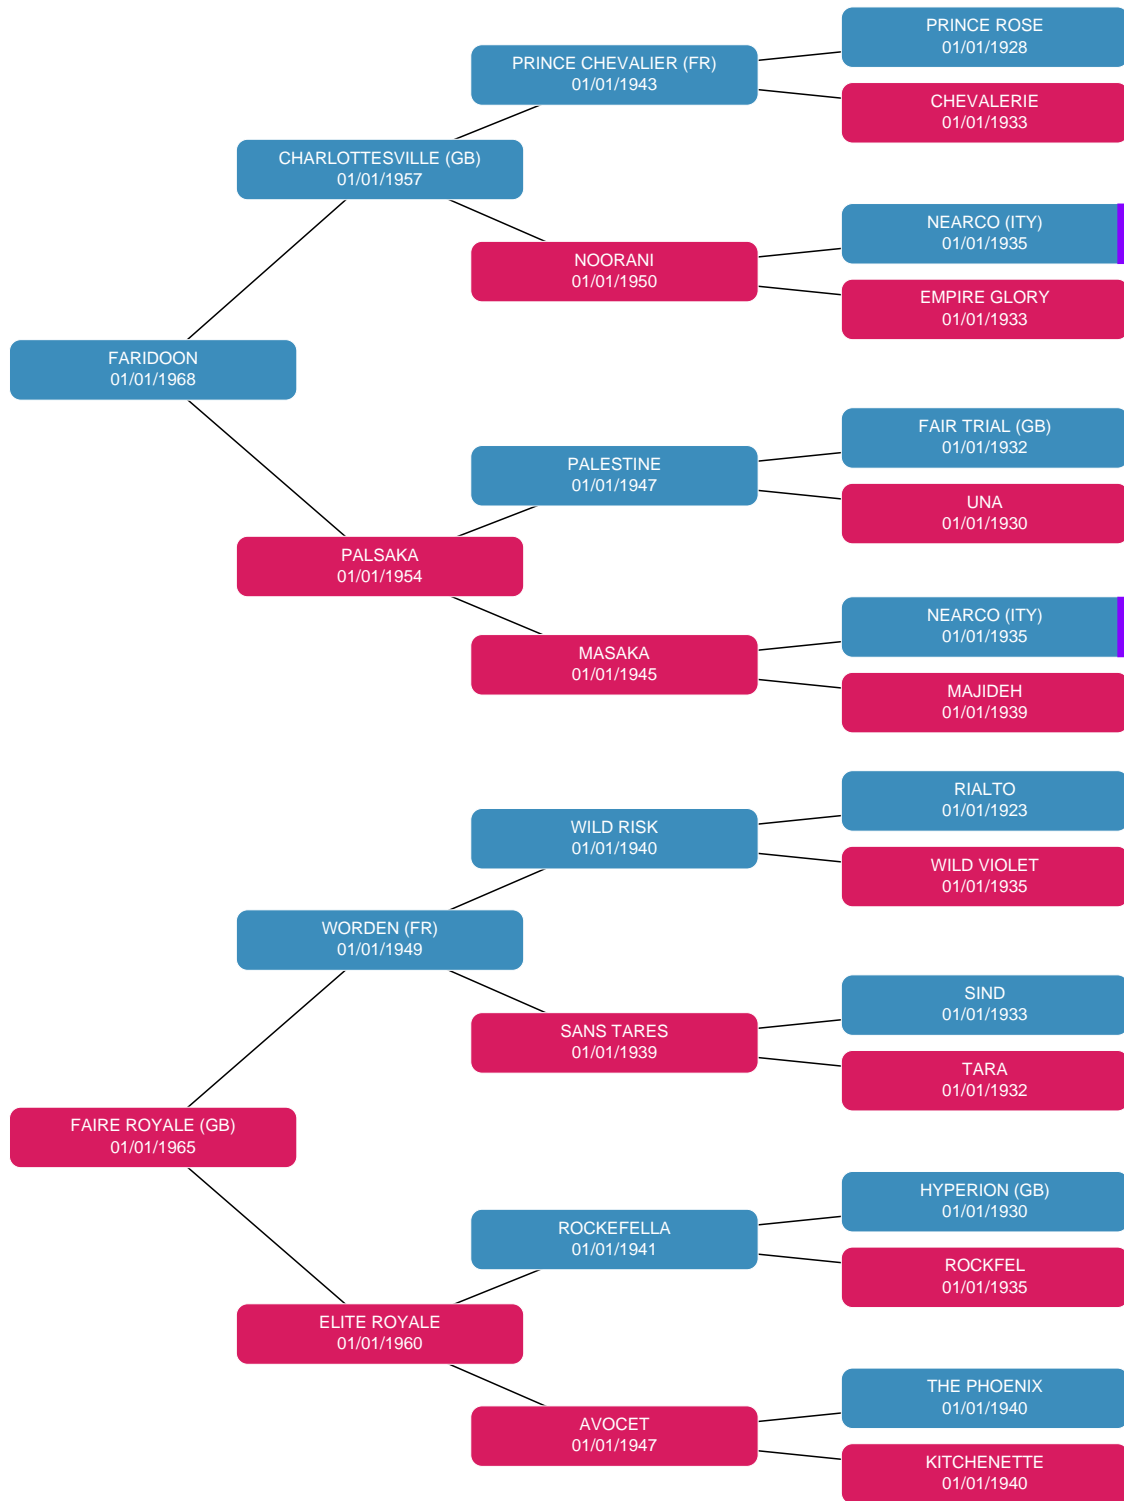 PRINCE ROSE
01/01/1928
PRINCE CHEVALIER (FR)
01/01/1943
CHEVALERIE
01/01/1933
CHARLOTTESVILLE (GB)
01/01/1957
NEARCO (ITY)
01/01/1935
NOORANI
01/01/1950
EMPIRE GLORY
01/01/1933
FARIDOON
01/01/1968
FAIR TRIAL (GB)
01/01/1932
PALESTINE
01/01/1947
UNA
01/01/1930
PALSAKA
01/01/1954
NEARCO (ITY)
01/01/1935
MASAKA
01/01/1945
MAJIDEH
01/01/1939
RIALTO
01/01/1923
WILD RISK
01/01/1940
WILD VIOLET
01/01/1935
WORDEN (FR)
01/01/1949
SIND
01/01/1933
SANS TARES
01/01/1939
TARA
01/01/1932
FAIRE ROYALE (GB)
01/01/1965
HYPERION (GB)
01/01/1930
ROCKEFELLA
01/01/1941
ROCKFEL
01/01/1935
ELITE ROYALE
01/01/1960
THE PHOENIX
01/01/1940
AVOCET
01/01/1947
KITCHENETTE
01/01/1940